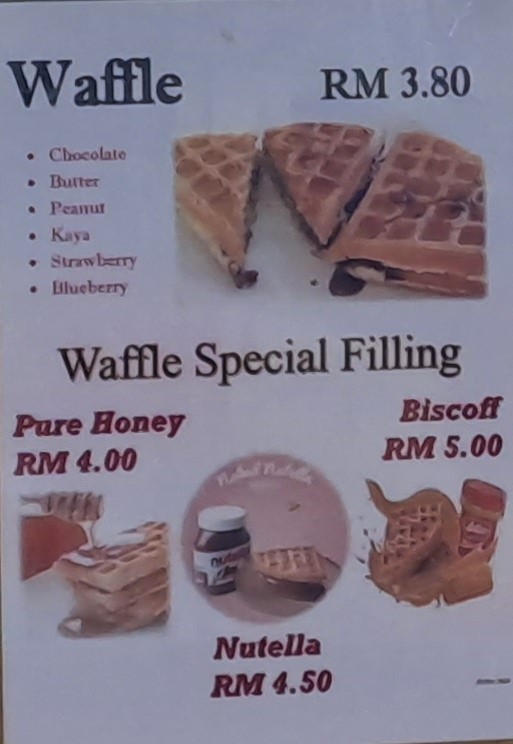 Waffle RM 3.80
• Chocolate
• Butter
• Peanut
• Kaya
• Strawberry
• Blueberry
Waffle Special Filling
Pure Honey
RM 4.00
Biscoff
RM 5.00
nutella
Nutella
RM 4.50